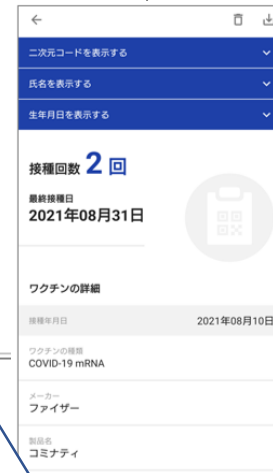 二次元コードを表示する
氏名を表示する
生年月日を表示する
接種回数 2 回
最終接種日
2021年08月31日
ワクチンの詳細
接種年月日 2021年08月10日
ワクチンの種類
COVID-19 mRNA
メーカー
ファイザー
製品名
コミナティ